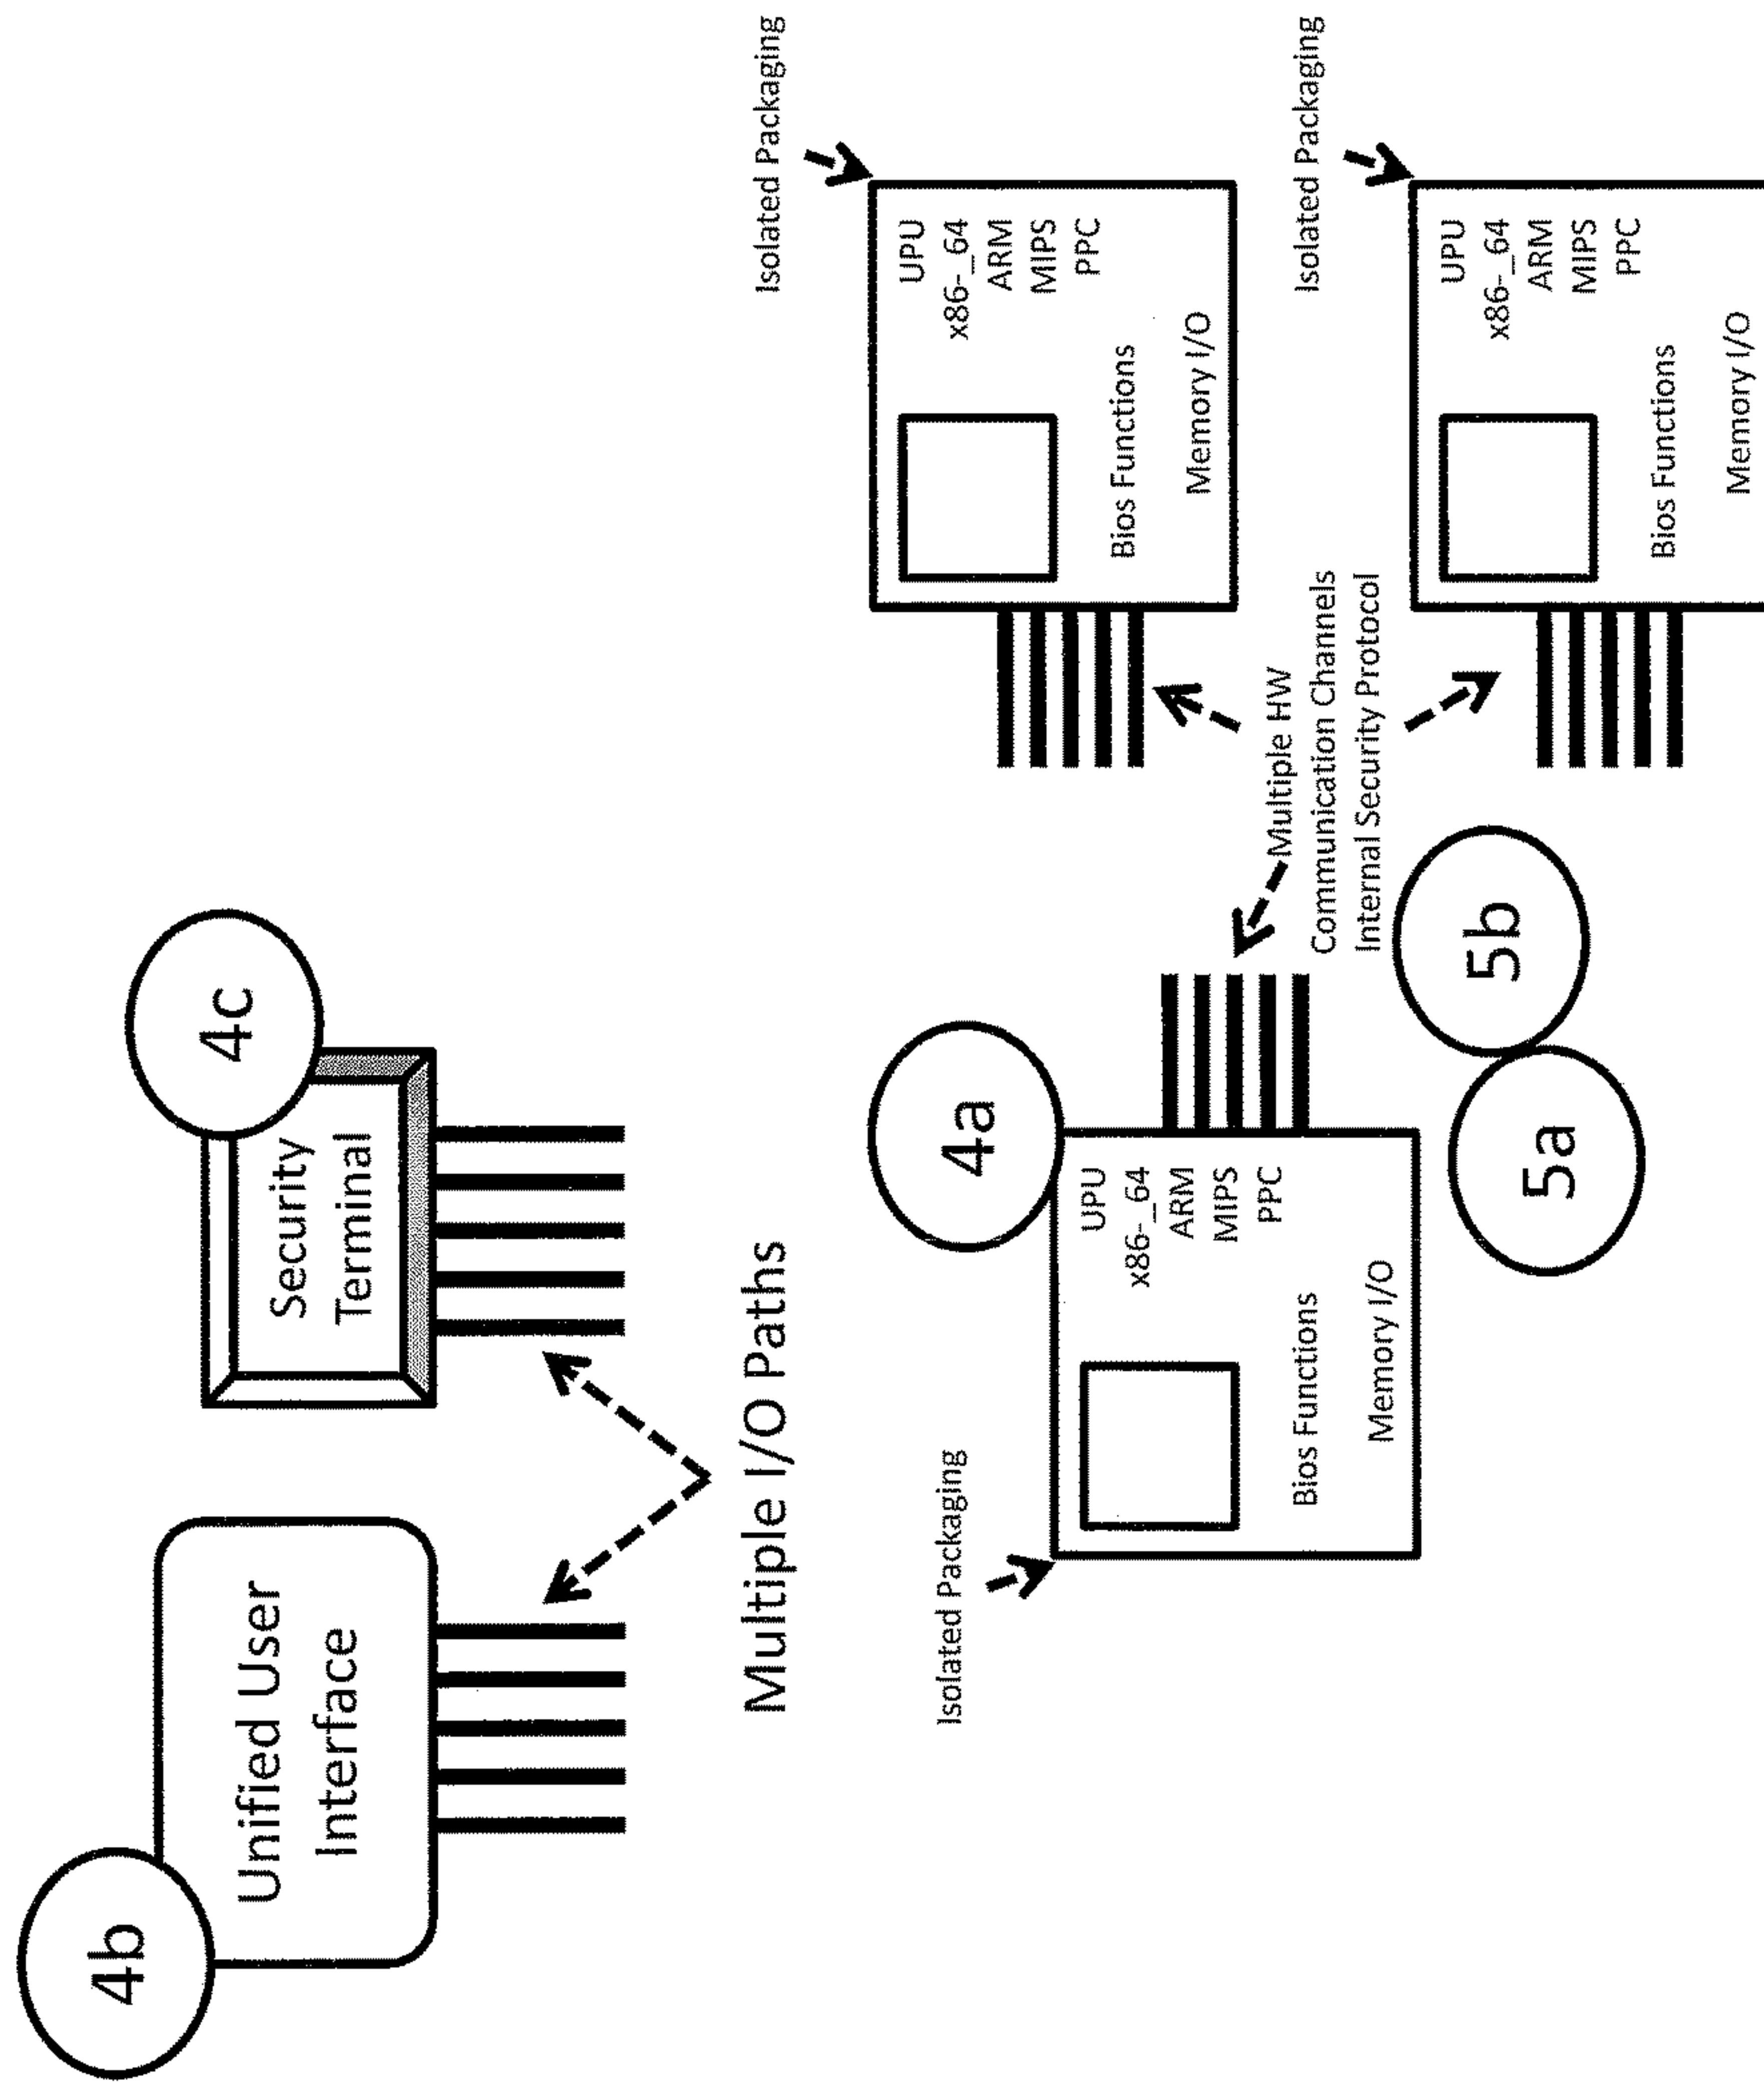 4b
Unified User
Interface
4c
Security
Terminal
Multiple I/O Paths
Isolated Packaging
4a
UPU
x86-_64
ARM
MIPS
PPC
Bios Functions
Memory I/O
Multiple HW
Communication Channels
Internal Security Protocol
5a
5b
Isolated Packaging
UPU
x86-_64
ARM
MIPS
PPC
Bios Functions
Memory I/O
Isolated Packaging
UPU
x86-_64
ARM
MIPS
PPC
Bios Functions
Memory I/O